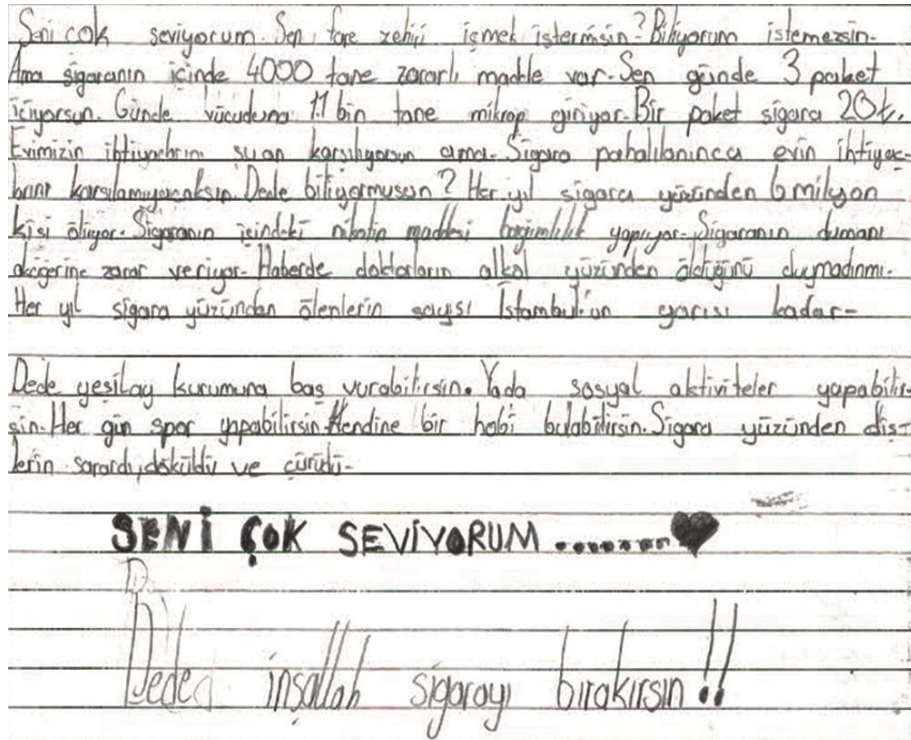 Seni cok seviyorum. Sen, fare zehiri içmek istermisin? Biliyorum istemezsin.
Ama sigaranın içinde 4000 tane zararlı madde var. Sen günde 3 paket
içiyorsun. Günde vücuduna 11 bin tane mikrop giriyor. Bir paket sigara 20₺.
Evimizin ihtiyaçlarını şuan karşılıyorsun ama. Sigara pahalılanınca evin ihtiyaç-
larını karşılamıyacaksın. Dede biliyormusun? Her yıl sigara yüzünden 6 milyon
kişi ölüyor. Sigaranın içindeki nikotin maddesi bağımlılık yapıyor. Sigaranın dumanı
akciğerine zarar veriyor. Haberde doktorların alkol yüzünden öldüğünü duymadınmı.
Her yıl sigara yüzünden ölenlerin sayısı İstambul'un yarısı kadar-
Dede yeşilay kurumuna baş vurabilirsin. Yada sosyal aktiviteler yapabilir-
sin. Her gün spor yapabilirsin. Kendine bir hobi bulabilirsin. Sigara yüzünden diş-
lerin sarardı, döküldü ve çürüdü-
SENİ ÇOK SEVİYORUM ........♥
Dede inşallah sigarayı bırakırsın!!